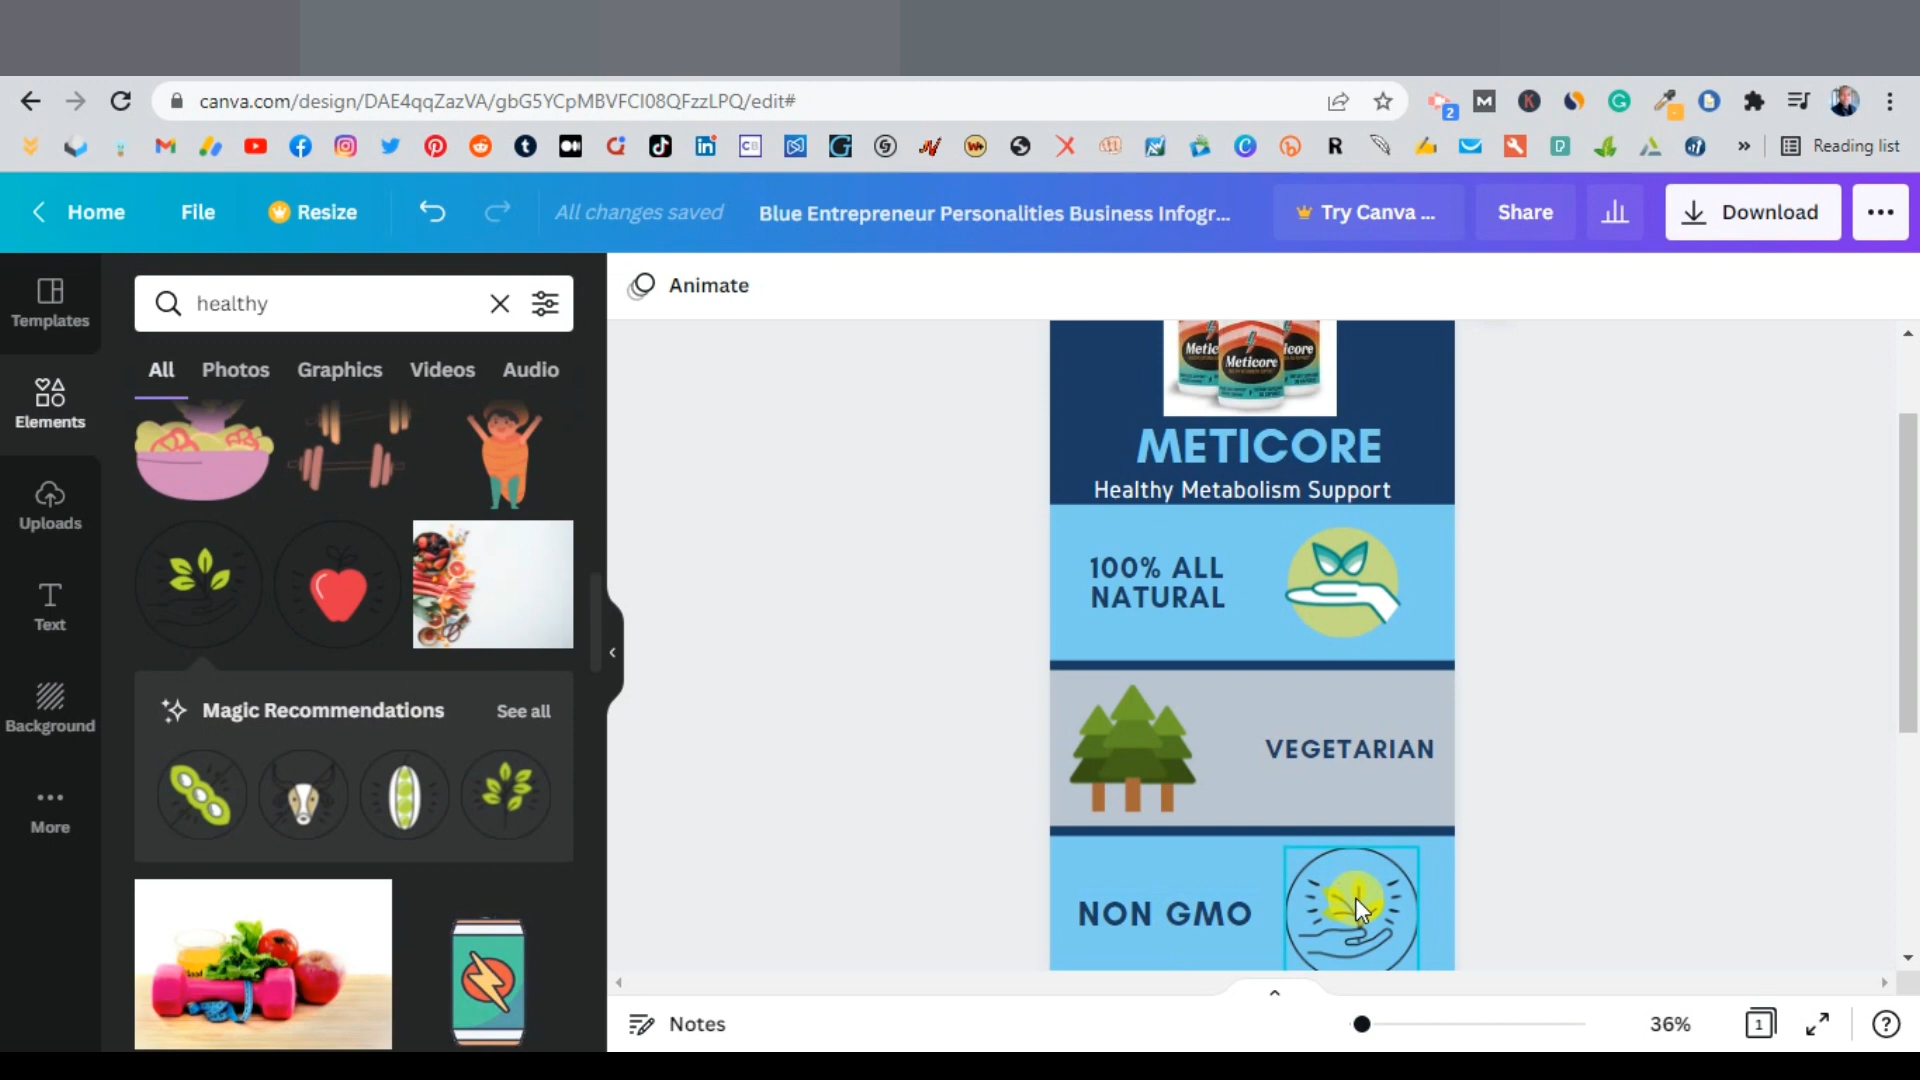 canva.com/design/DAE4qqZazVA/gbG5YCpMBVFCI08QFzzLPQ/edit#
2
Reading list
Home
File
Resize
All changes saved
Blue Entrepreneur Personalities Business Infogr...
Try Canva ...
Share
Download
Templates
Elements
Uploads
Text
Background
More
healthy
All
Photos
Graphics
Videos
Audio
Magic Recommendations
See all
Animate
Meticore
METICORE
Healthy Metabolism Support
100% ALL
NATURAL
VEGETARIAN
NON GMO
Notes
36%
1